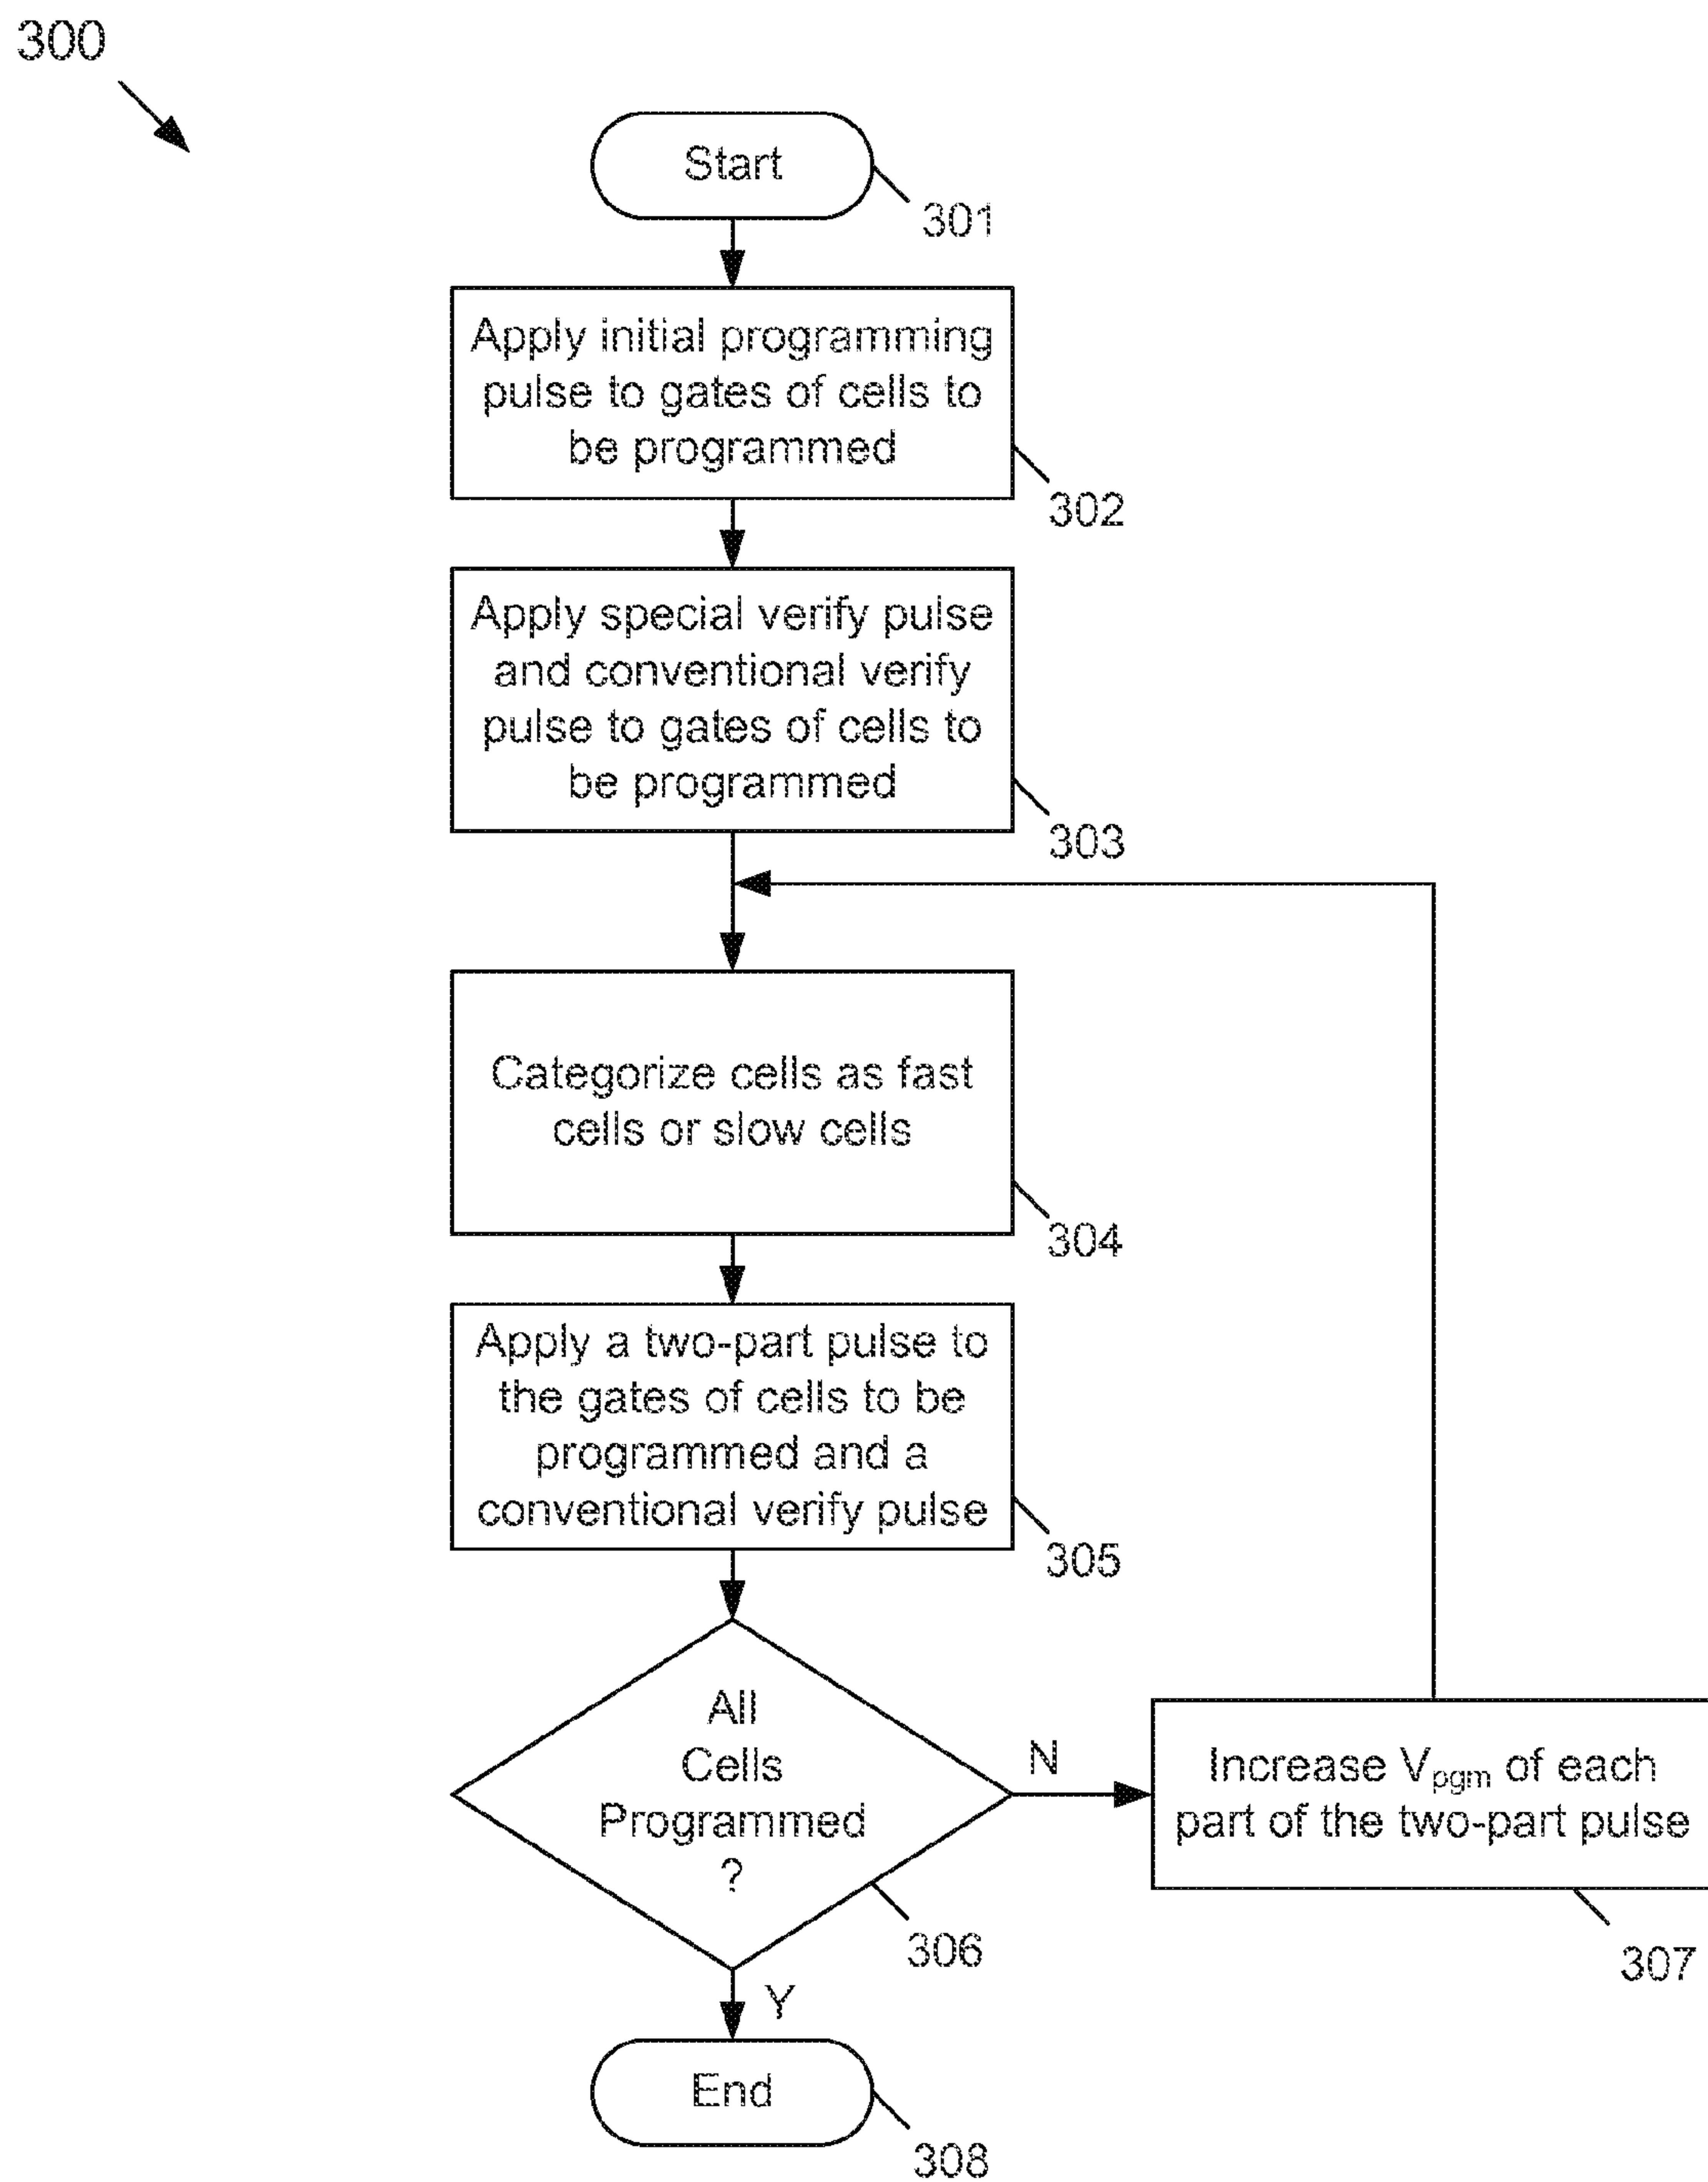 300
Start
301
Apply initial programming
pulse to gates of cells to
be programmed
302
Apply special verify pulse
and conventional verify
pulse to gates of cells to
be programmed
303
Categorize cells as fast
cells or slow cells
304
Apply a two-part pulse to
the gates of cells to be
programmed and a
conventional verify pulse
305
All
Cells
Programmed
?
306
N
Increase Vpgm of each
part of the two-part pulse
307
Y
End
308